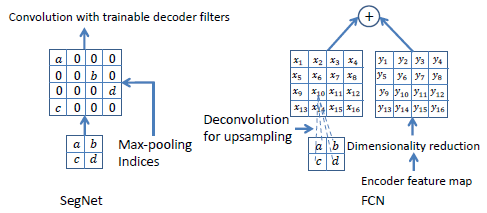 Convolution with trainable decoder filters
a 0 0 0
0 0 b 0
0 0 0 d
c 0 0 0
a b
c d
Max-pooling
Indices
SegNet
+
x1 x2 x3 x4
x5 x6 x7 x8
x9 x10 x11 x12
x13 x14 x15 x16
y1 y2 y3 y4
y5 y6 y7 y8
y9 y10 y11 y12
y13 y14 y15 y16
Deconvolution
for upsampling
a b
c d
Dimensionality reduction
Encoder feature map
FCN